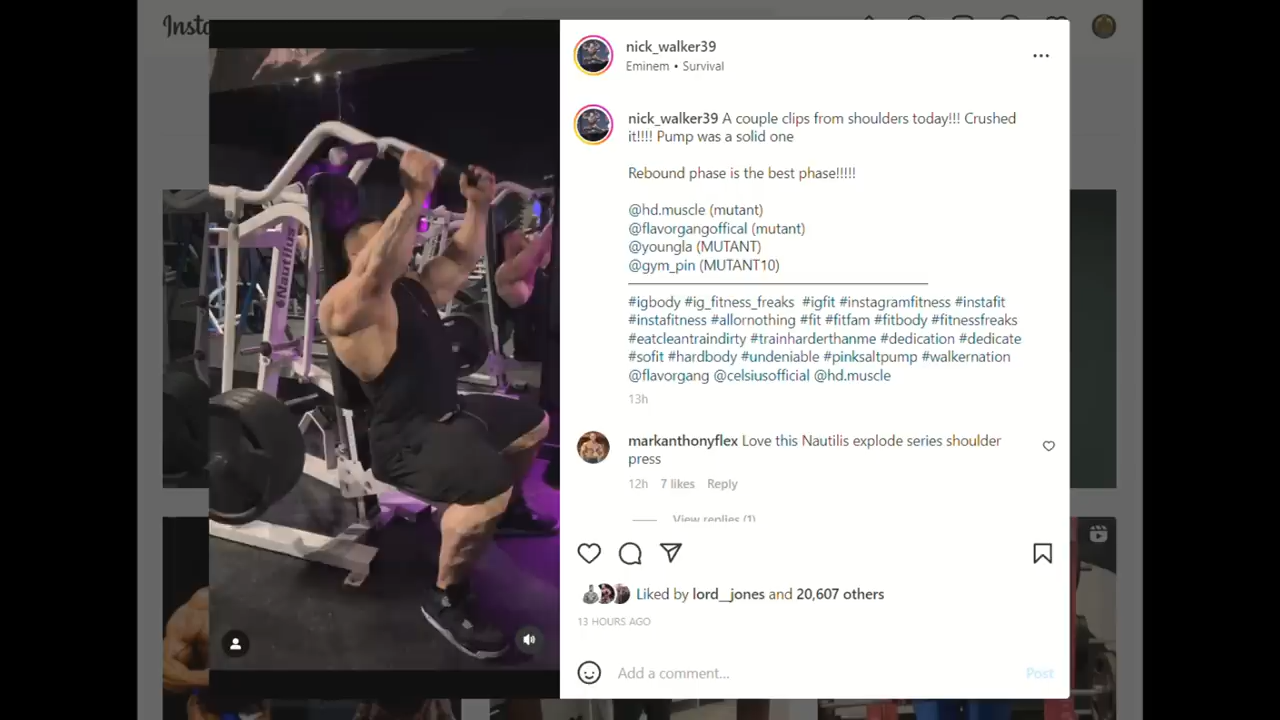 Insta
nick_walker39
Eminem • Survival
nick_walker39 A couple clips from shoulders today!!! Crushed
it!!!! Pump was a solid one
Rebound phase is the best phase!!!!!
@hd.muscle (mutant)
@flavorgangoffical (mutant)
@youngla (MUTANT)
@gym_pin (MUTANT10)
#igbody #ig_fitness_freaks #igfit #instagramfitness #instafit
#instafitness #allornothing #fit #fitfam #fitbody #fitnessfreaks
#eatcleantraindirty #trainharderthanme #dedication #dedicate
#sofit #hardbody #undeniable #pinksaltpump #walkernation
@flavorgang @celsiusofficial @hd.muscle
13h
markanthonyflex Love this Nautilis explode series shoulder
press
12h 7 likes Reply
View replies (1)
Liked by lord__jones and 20,607 others
13 HOURS AGO
Add a comment...
Post
Nautilus